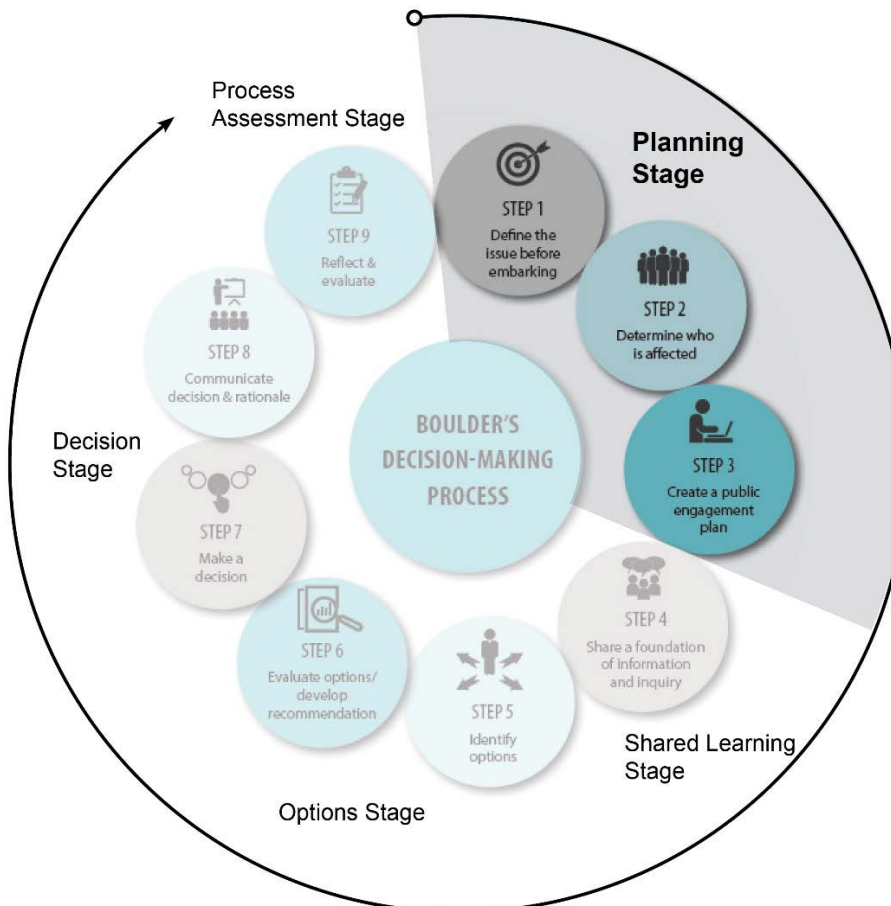 Process
Assessment Stage
Planning
Stage
STEP 1
Define the
issue before
embarking
STEP 2
Determine who
is affected
STEP 3
Create a public
engagement
plan
STEP 4
Share a foundation
of information
and inquiry
Shared Learning
Stage
STEP 5
Identify
options
Options Stage
STEP 6
Evaluate options/
develop
recommendation
STEP 7
Make a
decision
Decision
Stage
STEP 8
Communicate
decision & rationale
STEP 9
Reflect &
evaluate
BOULDER'S
DECISION-MAKING
PROCESS